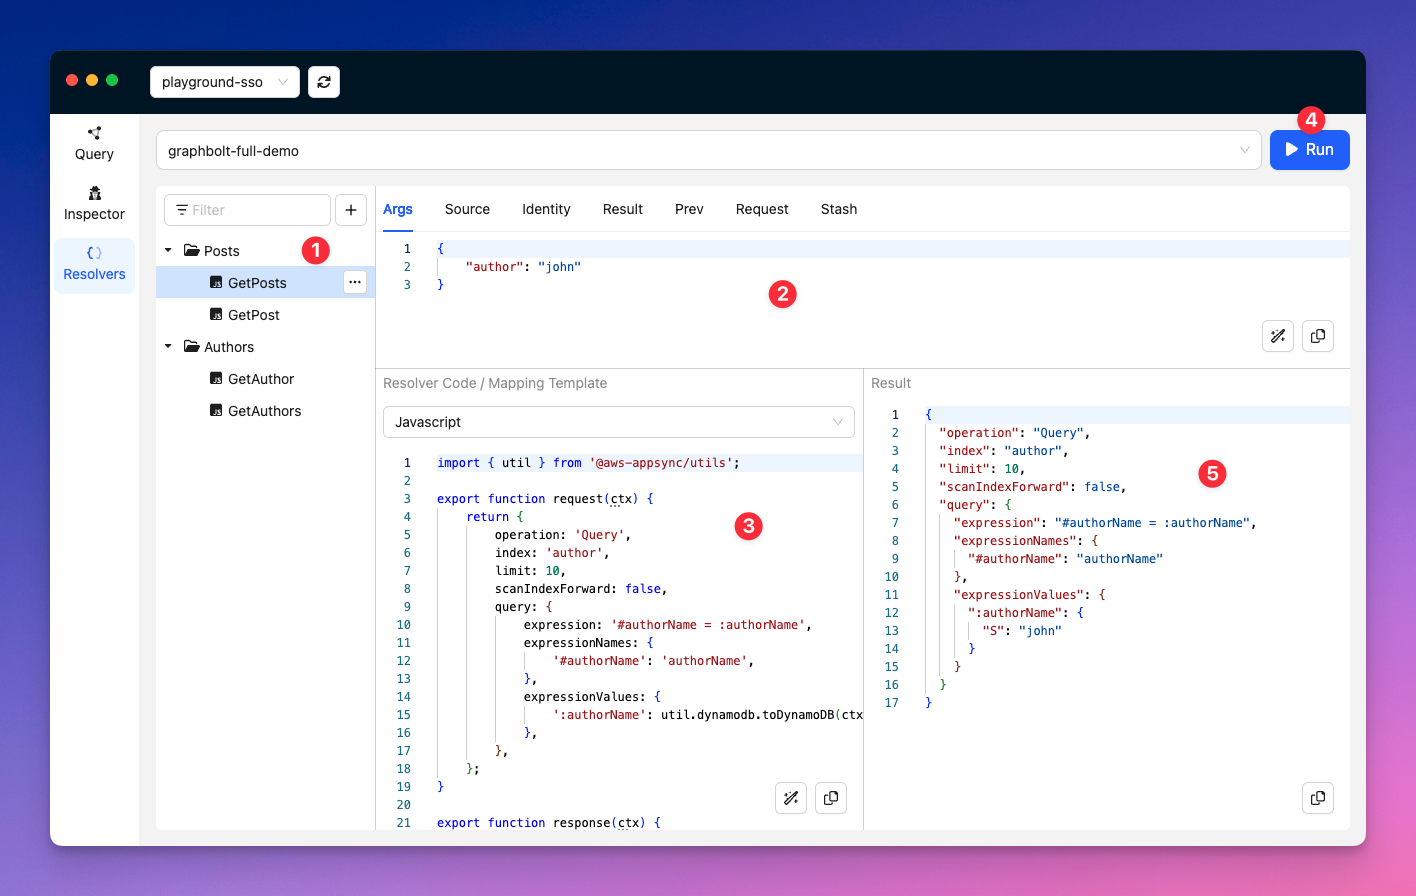 playground-sso
Query
Inspector
Resolvers
graphbolt-full-demo
4
Run
Filter
Posts
1
GetPosts
GetPost
Authors
GetAuthor
GetAuthors
Args Source Identity Result Prev Request Stash
1 {
2 "author": "john"
3 }
2
Resolver Code / Mapping Template
Javascript
1 import { util } from '@aws-appsync/utils';
2
3 export function request(ctx) {
4 return {
5 operation: 'Query',
6 index: 'author',
7 limit: 10,
8 scanIndexForward: false,
9 query: {
10 expression: '#authorName = :authorName',
11 expressionNames: {
12 '#authorName': 'authorName',
13 },
14 expressionValues: {
15 ':authorName': util.dynamodb.toDynamoDB(ctx
16 },
17 },
18 };
19 }
20
21 export function response(ctx) {
3
Result
1 {
2 "operation": "Query",
3 "index": "author",
4 "limit": 10,
5 "scanIndexForward": false,
6 "query": {
7 "expression": "#authorName = :authorName",
8 "expressionNames": {
9 "#authorName": "authorName"
10 },
11 "expressionValues": {
12 ":authorName": {
13 "S": "john"
14 }
15 }
16 }
17 }
5